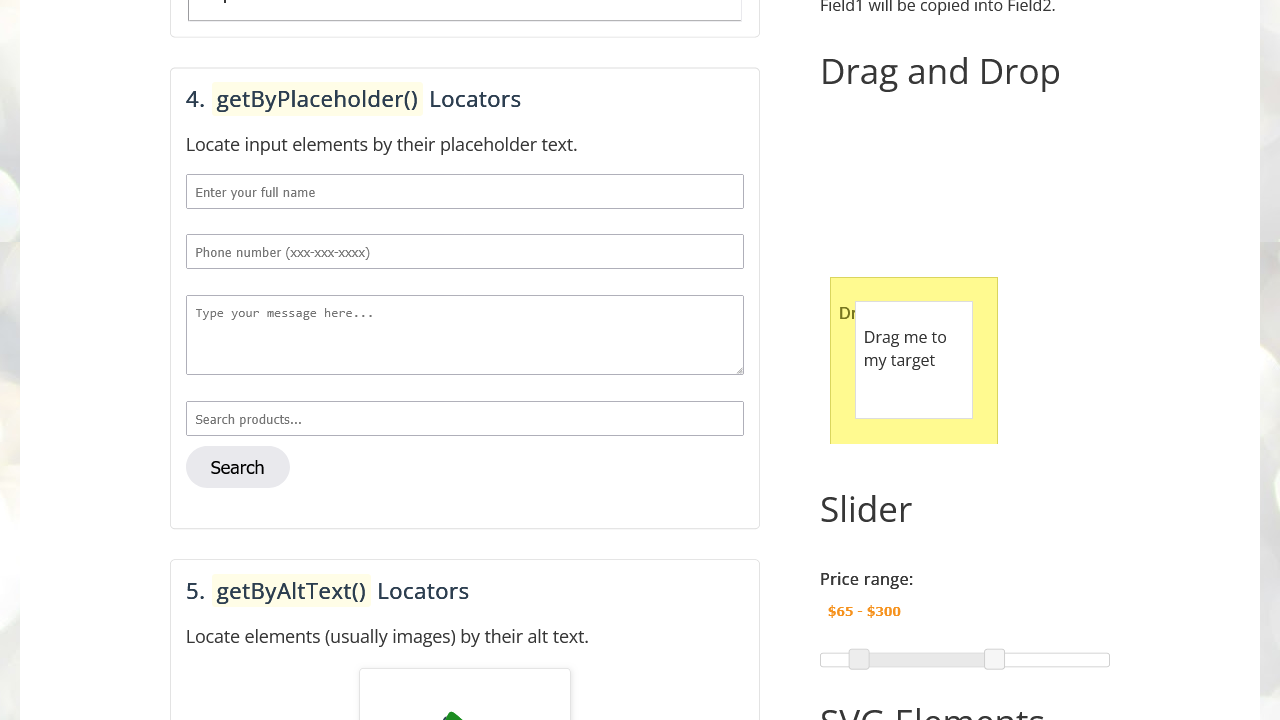 4. getByPlaceholder() Locators
Locate input elements by their placeholder text.
Enter your full name
Phone number (xxx-xxx-xxxx)
Type your message here...
Search products...
Search
5. getByAltText() Locators
Locate elements (usually images) by their alt text.
Field1 will be copied into Field2.
Drag and Drop
Dr
Drag me to
my target
Slider
Price range:
$65 - $300
SVG Elements